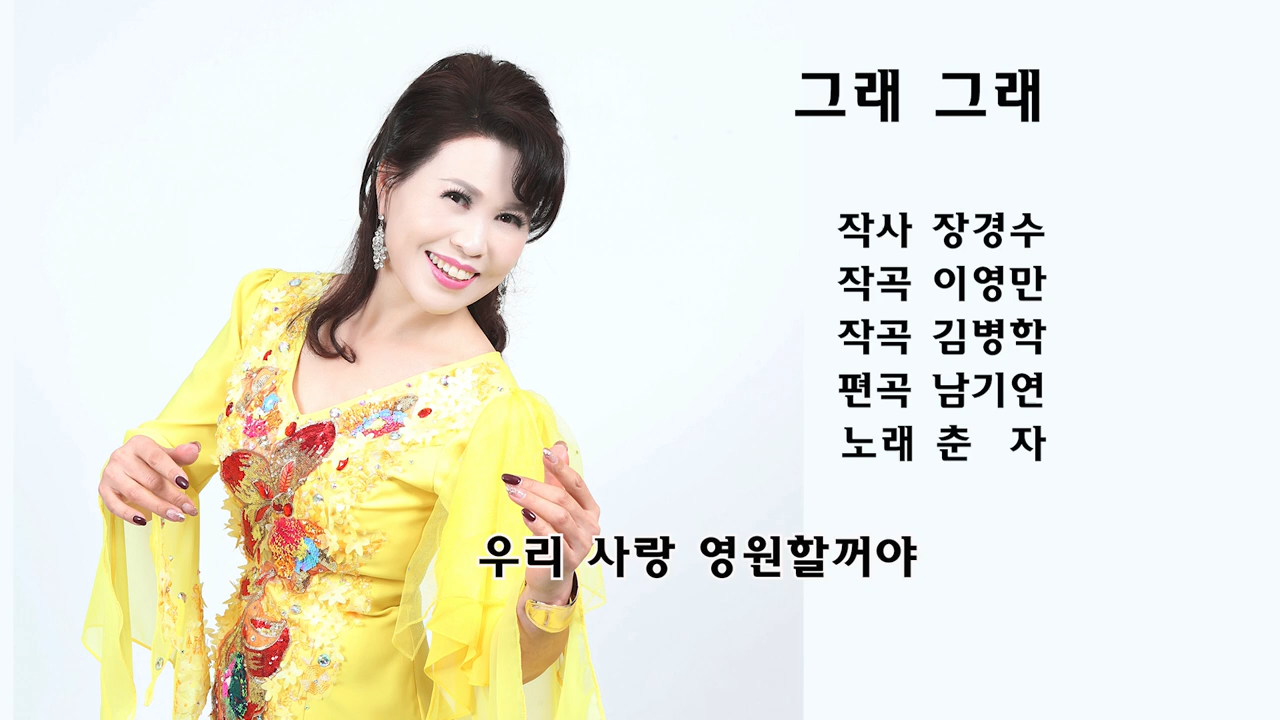 그래 그래
작사 장경수
작곡 이영만
작곡 김병학
편곡 남기연
노래 춘 자
우리 사랑 영원할꺼야